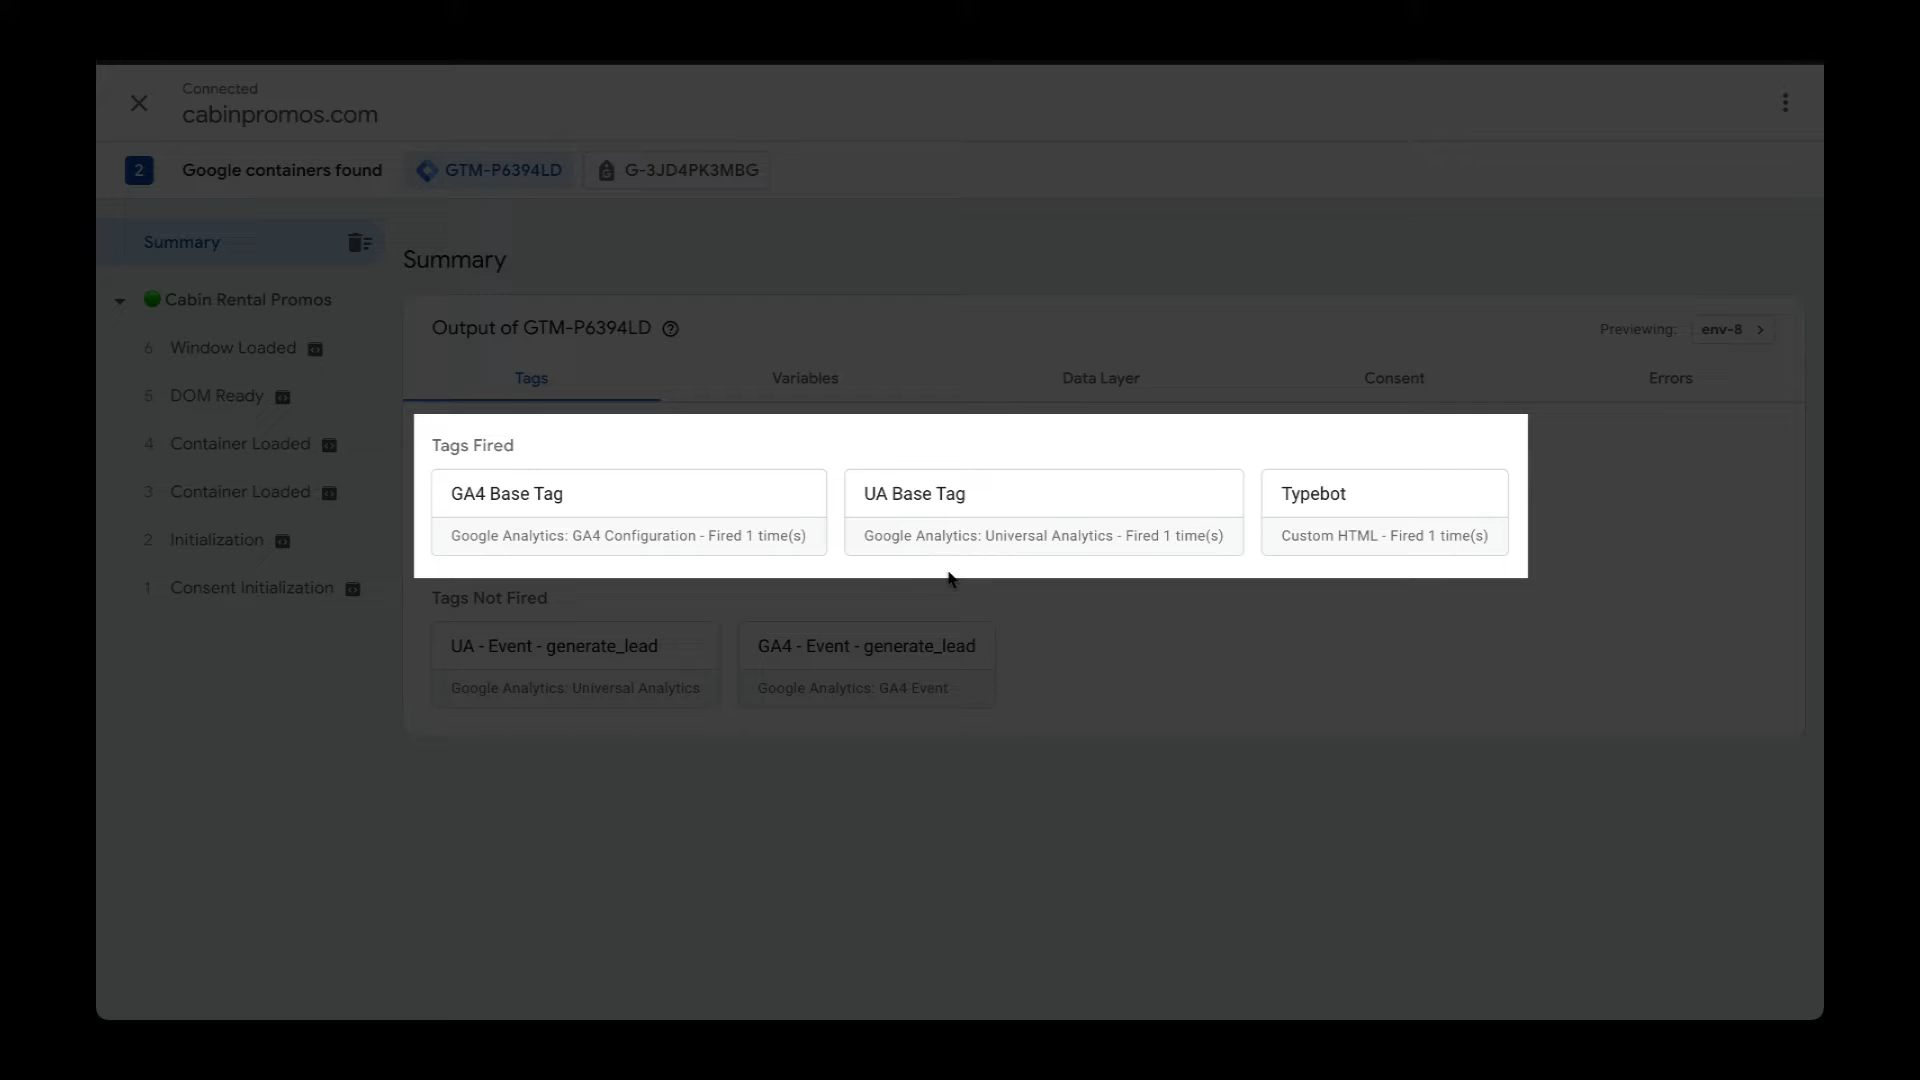 Connected
cabinpromos.com
2 Google containers found GTM-P6394LD G-3JD4PK3MBG
Summary
Cabin Rental Promos
6 Window Loaded
5 DOM Ready
4 Container Loaded
3 Container Loaded
2 Initialization
1 Consent Initialization
Summary
Output of GTM-P6394LD
Previewing: env-8
Tags Variables Data Layer Consent Errors
Tags Fired
GA4 Base Tag
Google Analytics: GA4 Configuration - Fired 1 time(s)
UA Base Tag
Google Analytics: Universal Analytics - Fired 1 time(s)
Typebot
Custom HTML - Fired 1 time(s)
Tags Not Fired
UA - Event - generate_lead
Google Analytics: Universal Analytics
GA4 - Event - generate_lead
Google Analytics: GA4 Event